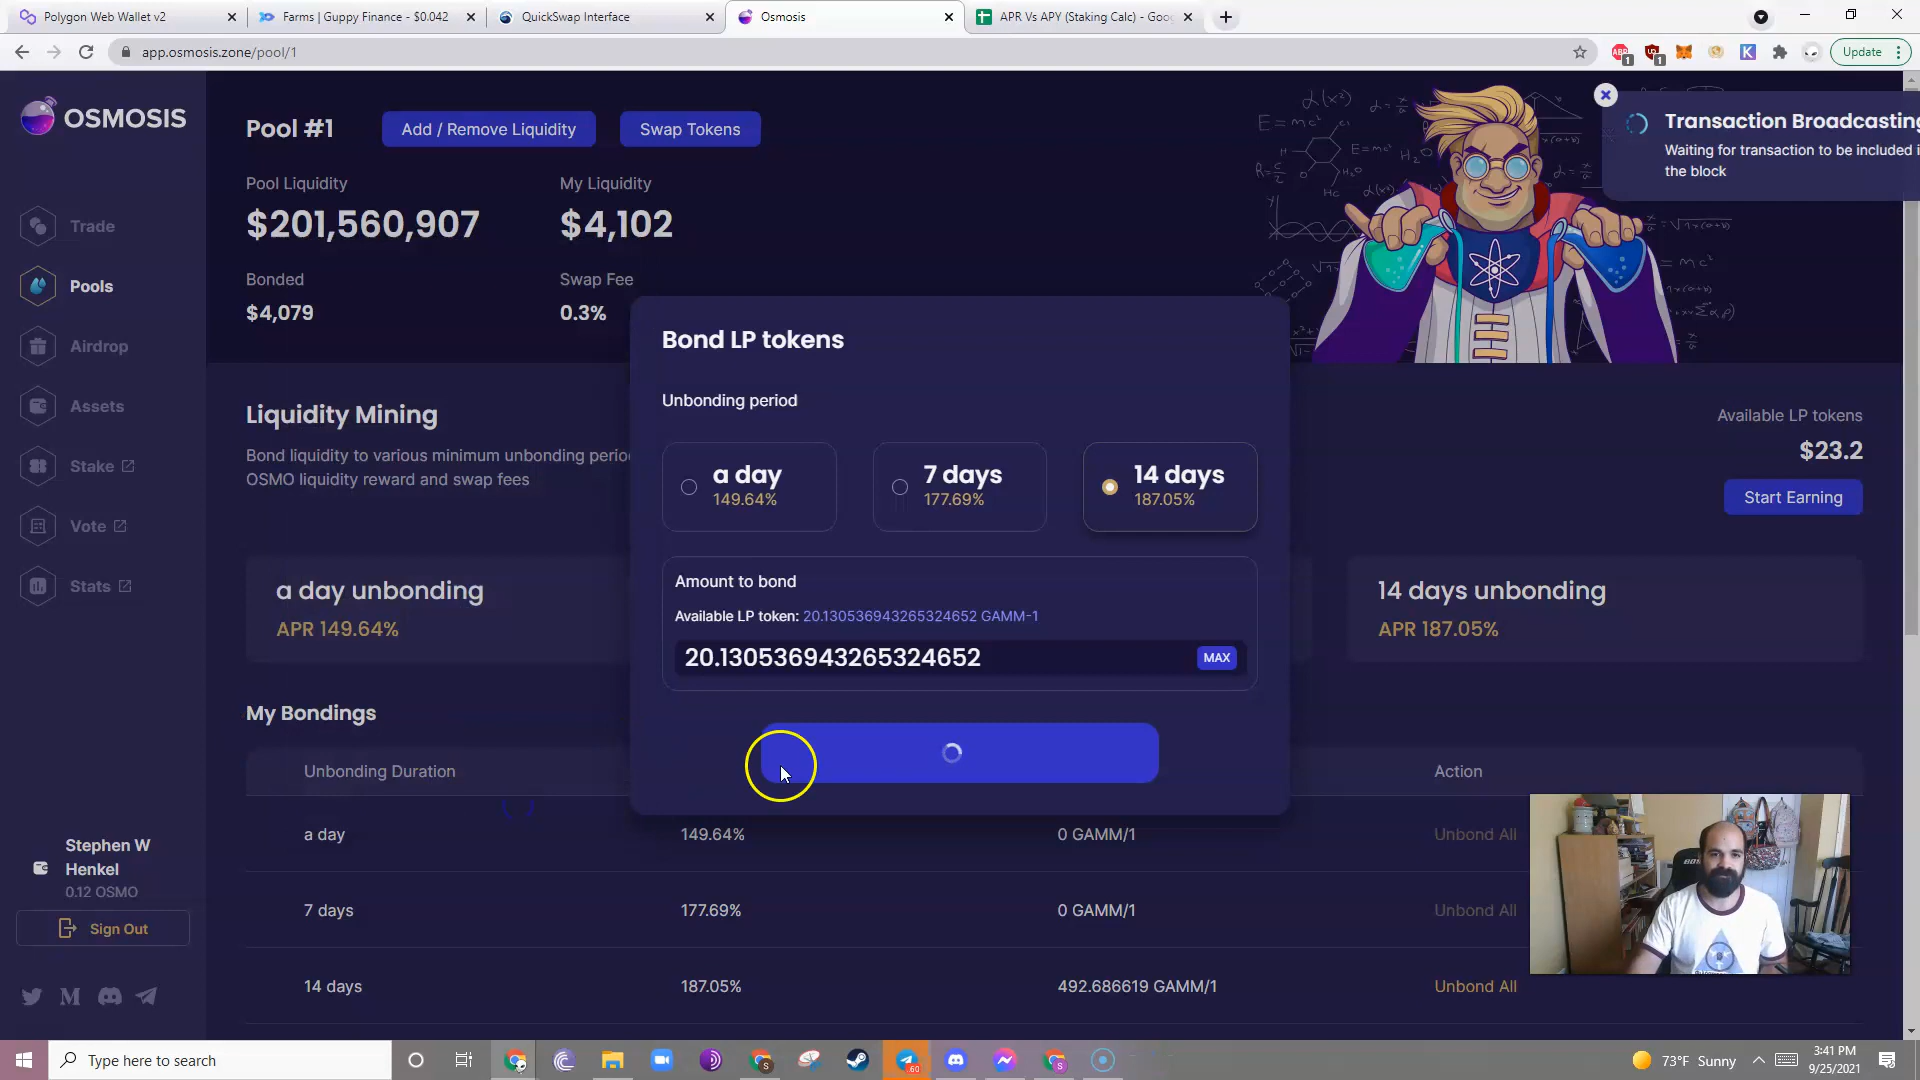 Polygon Web Wallet v2
Farms | Guppy Finance - $0.042
QuickSwap Interface
Osmosis
APR Vs APY (Staking Calc) - Goog
app.osmosis.zone/pool/1
Update
OSMOSIS
Trade
Pools
Airdrop
Assets
Stake
Vote
Stats
Stephen W
Henkel
0.12 OSMO
Sign Out
Pool #1
Add / Remove Liquidity
Swap Tokens
Pool Liquidity
My Liquidity
$201,560,907
$4,102
Bonded
Swap Fee
$4,079
0.3%
Transaction Broadcasting
Waiting for transaction to be included i
the block
Liquidity Mining
Bond liquidity to various minimum unbonding perio
OSMO liquidity reward and swap fees
Available LP tokens
$23.2
Start Earning
a day unbonding
APR 149.64%
14 days unbonding
APR 187.05%
Bond LP tokens
Unbonding period
a day
149.64%
7 days
177.69%
14 days
187.05%
Amount to bond
Available LP token: 20.130536943265324652 GAMM-1
20.130536943265324652
MAX
My Bondings
Unbonding Duration
Action
a day
149.64%
0 GAMM/1
Unbond All
7 days
177.69%
0 GAMM/1
Unbond All
14 days
187.05%
492.686619 GAMM/1
Unbond All
Type here to search
60
73°F Sunny
3:41 PM
9/25/2021